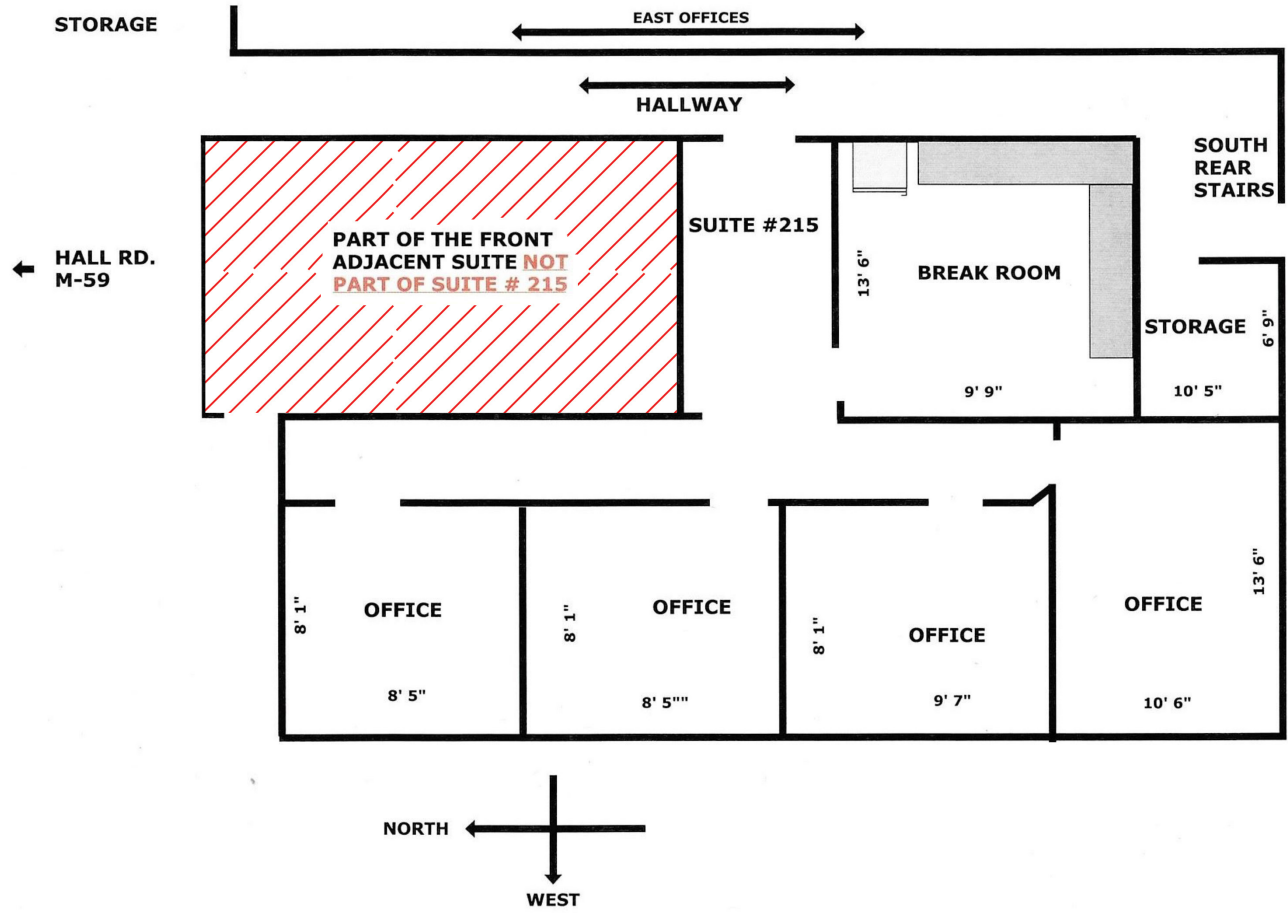 STORAGE
EAST OFFICES
HALLWAY
SOUTH
REAR
STAIRS
HALL RD.
M-59
PART OF THE FRONT
ADJACENT SUITE NOT
PART OF SUITE # 215
SUITE #215
13' 6"
BREAK ROOM
9' 9"
STORAGE
6' 9"
10' 5"
8' 1"
OFFICE
8' 5"
8' 1"
OFFICE
8' 5""
8' 1"
OFFICE
9' 7"
OFFICE
13' 6"
10' 6"
NORTH
WEST